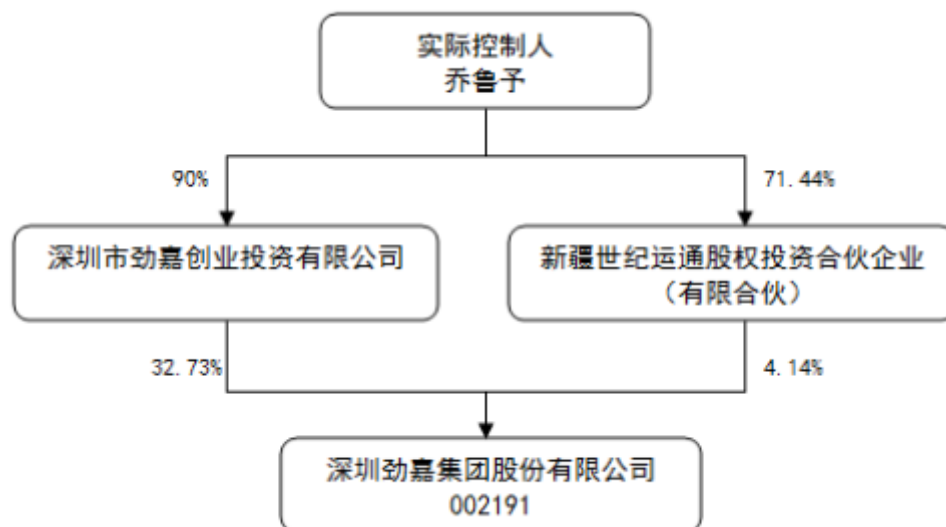 实际控制人
乔鲁予
90%
71.44%
深圳市劲嘉创业投资有限公司
新疆世纪运通股权投资合伙企业
（有限合伙）
32.73%
4.14%
深圳劲嘉集团股份有限公司
002191